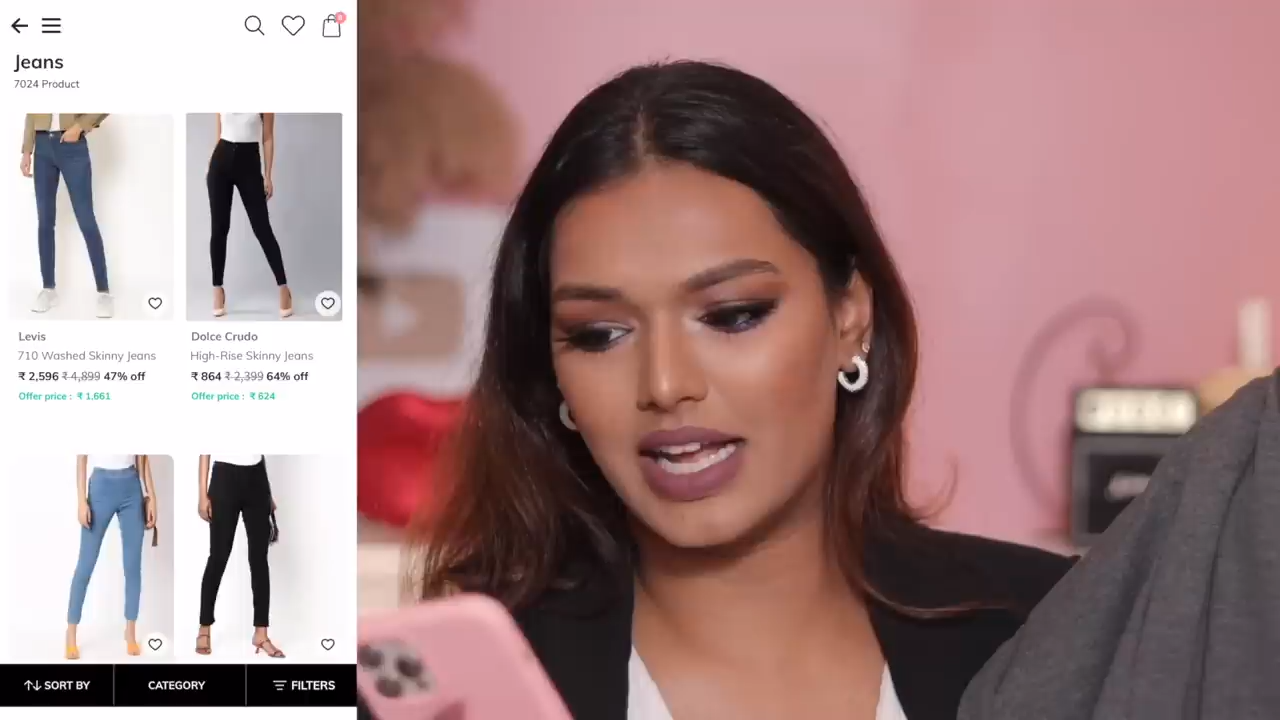 8
Jeans
7024 Product
Levis
710 Washed Skinny Jeans
₹ 2,596 ₹ 4,899 47% off
Offer price : ₹ 1,661
Dolce Crudo
High-Rise Skinny Jeans
₹ 864 ₹ 2,399 64% off
Offer price : ₹ 624
SORT BY
CATEGORY
FILTERS